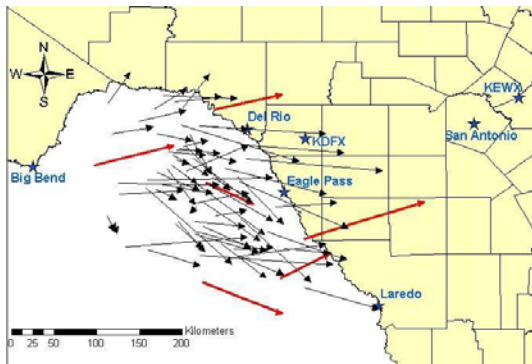 N
W E
S
KEWX
Del Rio
KDFX
San Antonio
Big Bend
Eagle Pass
Laredo
Kilometers
0 25 50 100 150 200